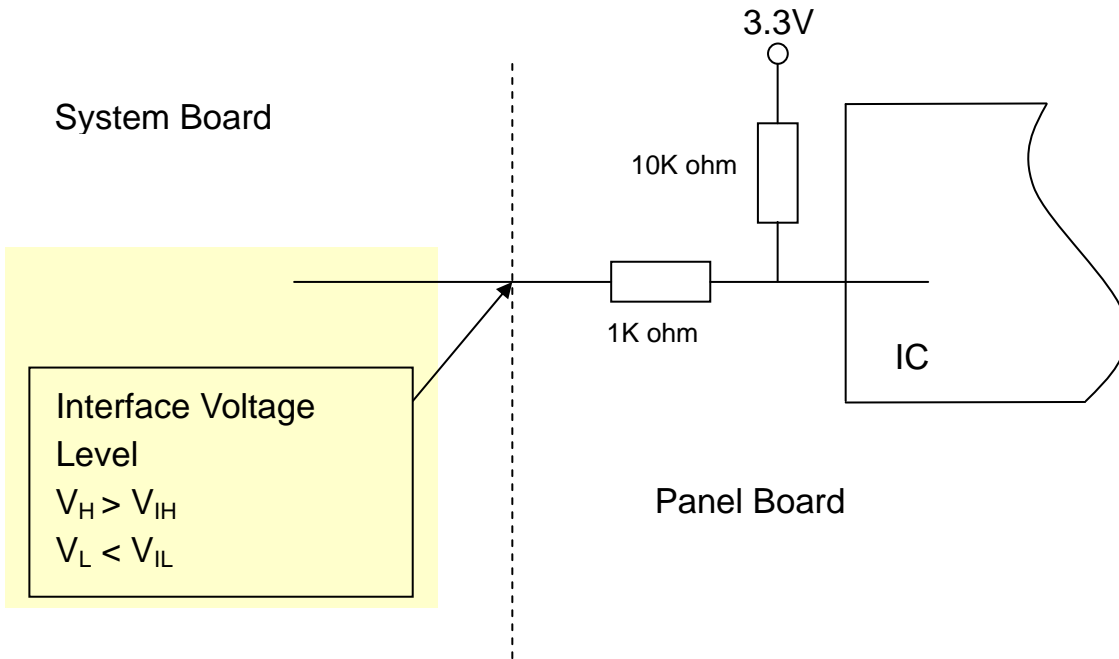 3.3V
System Board
10K ohm
1K ohm
IC
Interface Voltage
Level
V_H > V_IH
V_L < V_IL
Panel Board